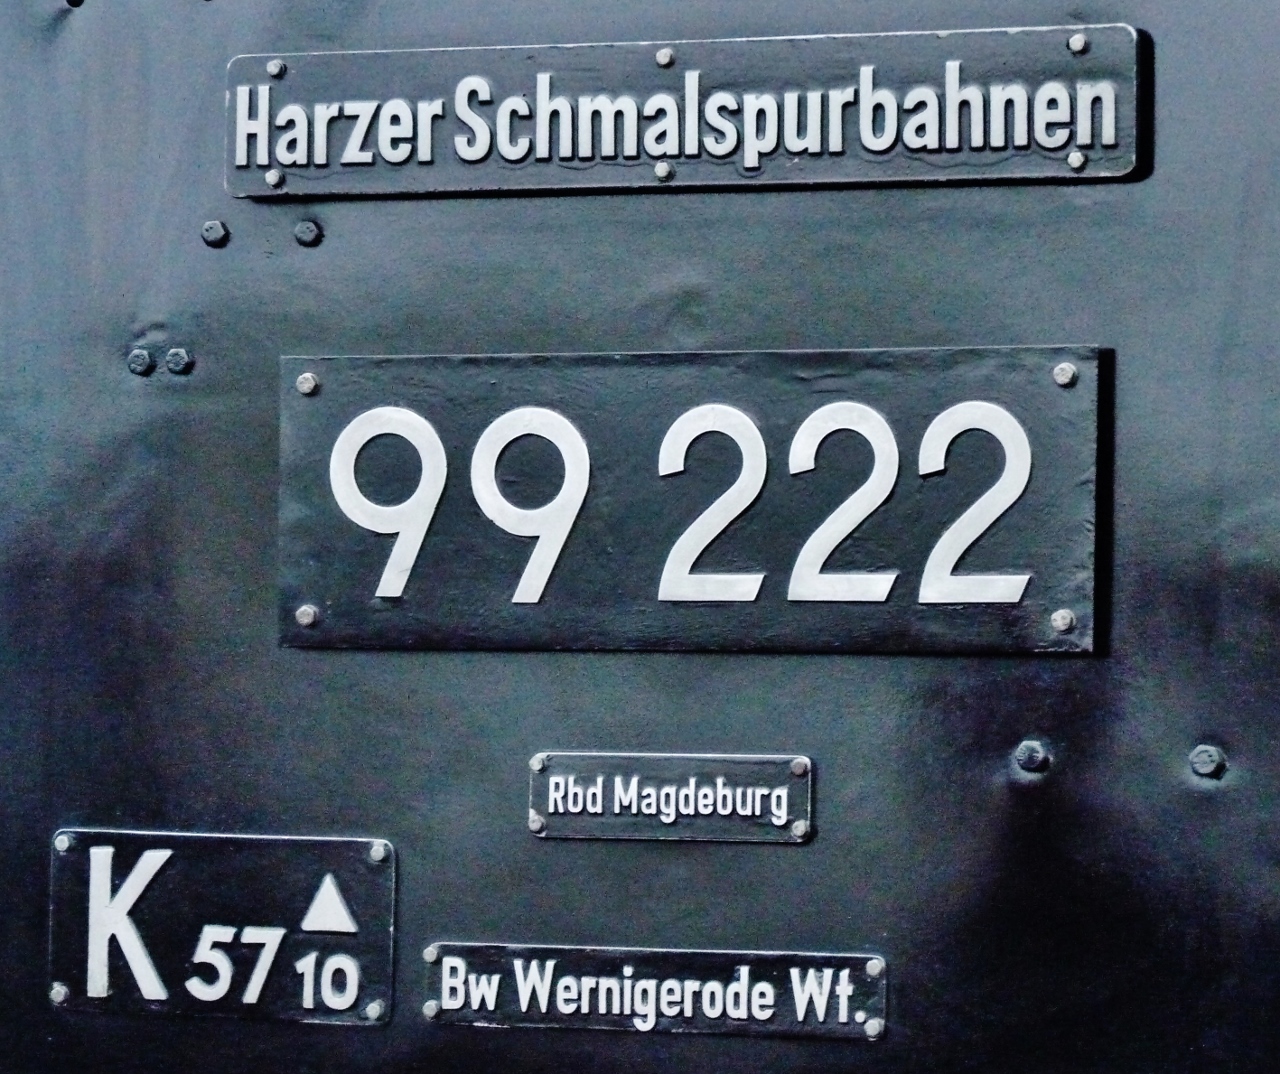 Harzer Schmalspurbahnen
99 222
Rbd Magdeburg
K 57 10
Bw Wernigerode Wt.